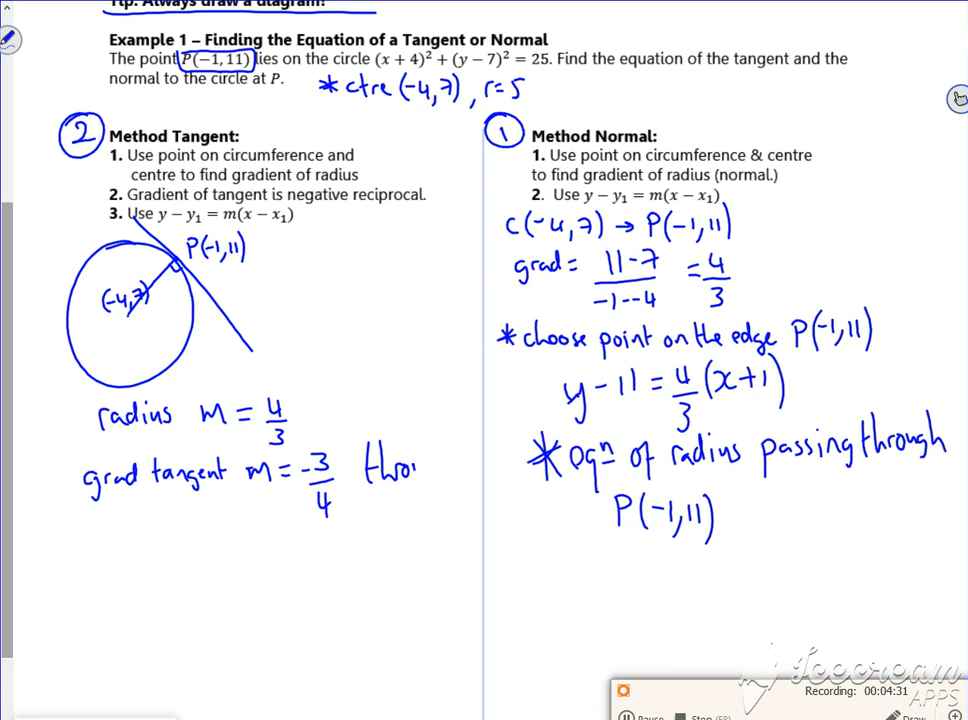 Tip: Always draw a diagram!
Example 1 – Finding the Equation of a Tangent or Normal
The point P(−1, 11) lies on the circle (x + 4)² + (y − 7)² = 25. Find the equation of the tangent and the
normal to the circle at P.
* ctre (-4,7), r=5
2
Method Tangent:
1. Use point on circumference and
centre to find gradient of radius
2. Gradient of tangent is negative reciprocal.
3. Use y − y₁ = m(x − x₁)
P(-1,11)
(-4,7)
radius m = 4/3
grad tangent m = -3/4 thro
1
Method Normal:
1. Use point on circumference & centre
to find gradient of radius (normal.)
2. Use y − y₁ = m(x − x₁)
C(-4,7) → P(-1,11)
grad = 11-7/-1--4 = 4/3
* choose point on the edge P(-1,11)
y - 11 = 4/3 (x+1)
* eqn of radius passing through
P(-1,11)
Icecream
APPS
Recording: 00:04:31
Pause Stop (F8) Draw